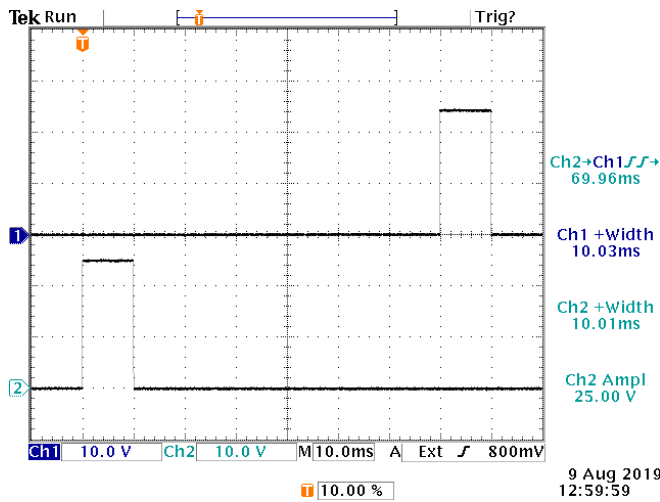 Tek Run Trig?
T
T
Ch2→Ch1⎍⎍→
69.96ms
1
Ch1 +Width
10.03ms
Ch2 +Width
10.01ms
2
Ch2 Ampl
25.00 V
Ch1 10.0 V Ch2 10.0 V M 10.0ms A Ext ƒ 800mV
9 Aug 2019
T 10.00 % 12:59:59